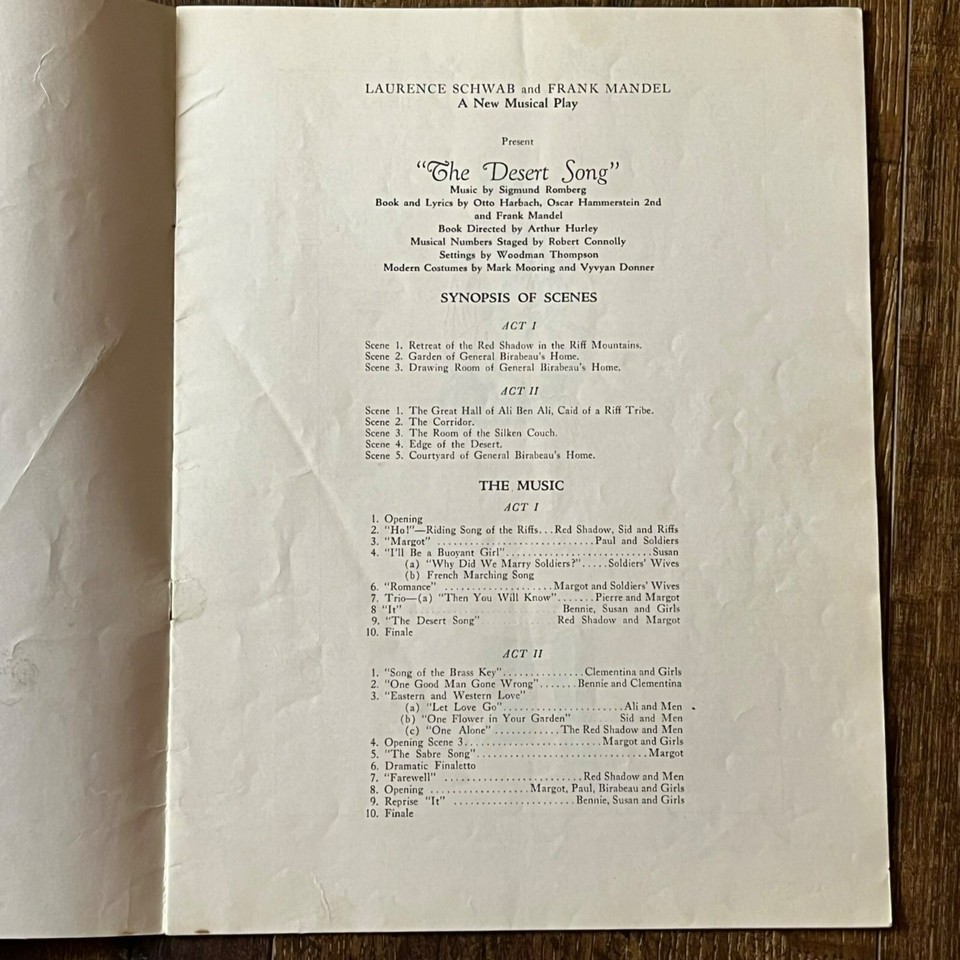 LAURENCE SCHWAB and FRANK MANDEL
A New Musical Play
Present
"The Desert Song"
Music by Sigmund Romberg
Book and Lyrics by Otto Harbach, Oscar Hammerstein 2nd
and Frank Mandel
Book Directed by Arthur Hurley
Musical Numbers Staged by Robert Connolly
Settings by Woodman Thompson
Modern Costumes by Mark Mooring and Vyvyan Donner
SYNOPSIS OF SCENES
ACT I
Scene 1. Retreat of the Red Shadow in the Riff Mountains.
Scene 2. Garden of General Birabeau's Home.
Scene 3. Drawing Room of General Birabeau's Home.
ACT II
Scene 1. The Great Hall of Ali Ben Ali, Caid of a Riff Tribe.
Scene 2. The Corridor.
Scene 3. The Room of the Silken Couch.
Scene 4. Edge of the Desert.
Scene 5. Courtyard of General Birabeau's Home.
THE MUSIC
ACT I
1. Opening
2. "Ho!"—Riding Song of the Riffs...Red Shadow, Sid and Riffs
3. "Margot" ............................Paul and Soldiers
4. "I'll Be a Buoyant Girl"..........................Susan
(a) "Why Did We Marry Soldiers?".....Soldiers' Wives
(b) French Marching Song
6. "Romance" ...................Margot and Soldiers' Wives
7. Trio—(a) "Then You Will Know".......Pierre and Margot
8 "It" ........................... Bennie, Susan and Girls
9. "The Desert Song" ............. Red Shadow and Margot
10. Finale
ACT II
1. "Song of the Brass Key"..............Clementina and Girls
2. "One Good Man Gone Wrong".......Bennie and Clementina
3. "Eastern and Western Love"
(a) "Let Love Go"......................Ali and Men
(b) "One Flower in Your Garden" Sid and Men
(c) "One Alone" ............The Red Shadow and Men
4. Opening Scene 3.........................Margot and Girls
5. "The Sabre Song"...............................Margot
6. Dramatic Finaletto
7. "Farewell" .........................Red Shadow and Men
8. Opening ..................Margot, Paul, Birabeau and Girls
9. Reprise "It" ......................Bennie, Susan and Girls
10. Finale